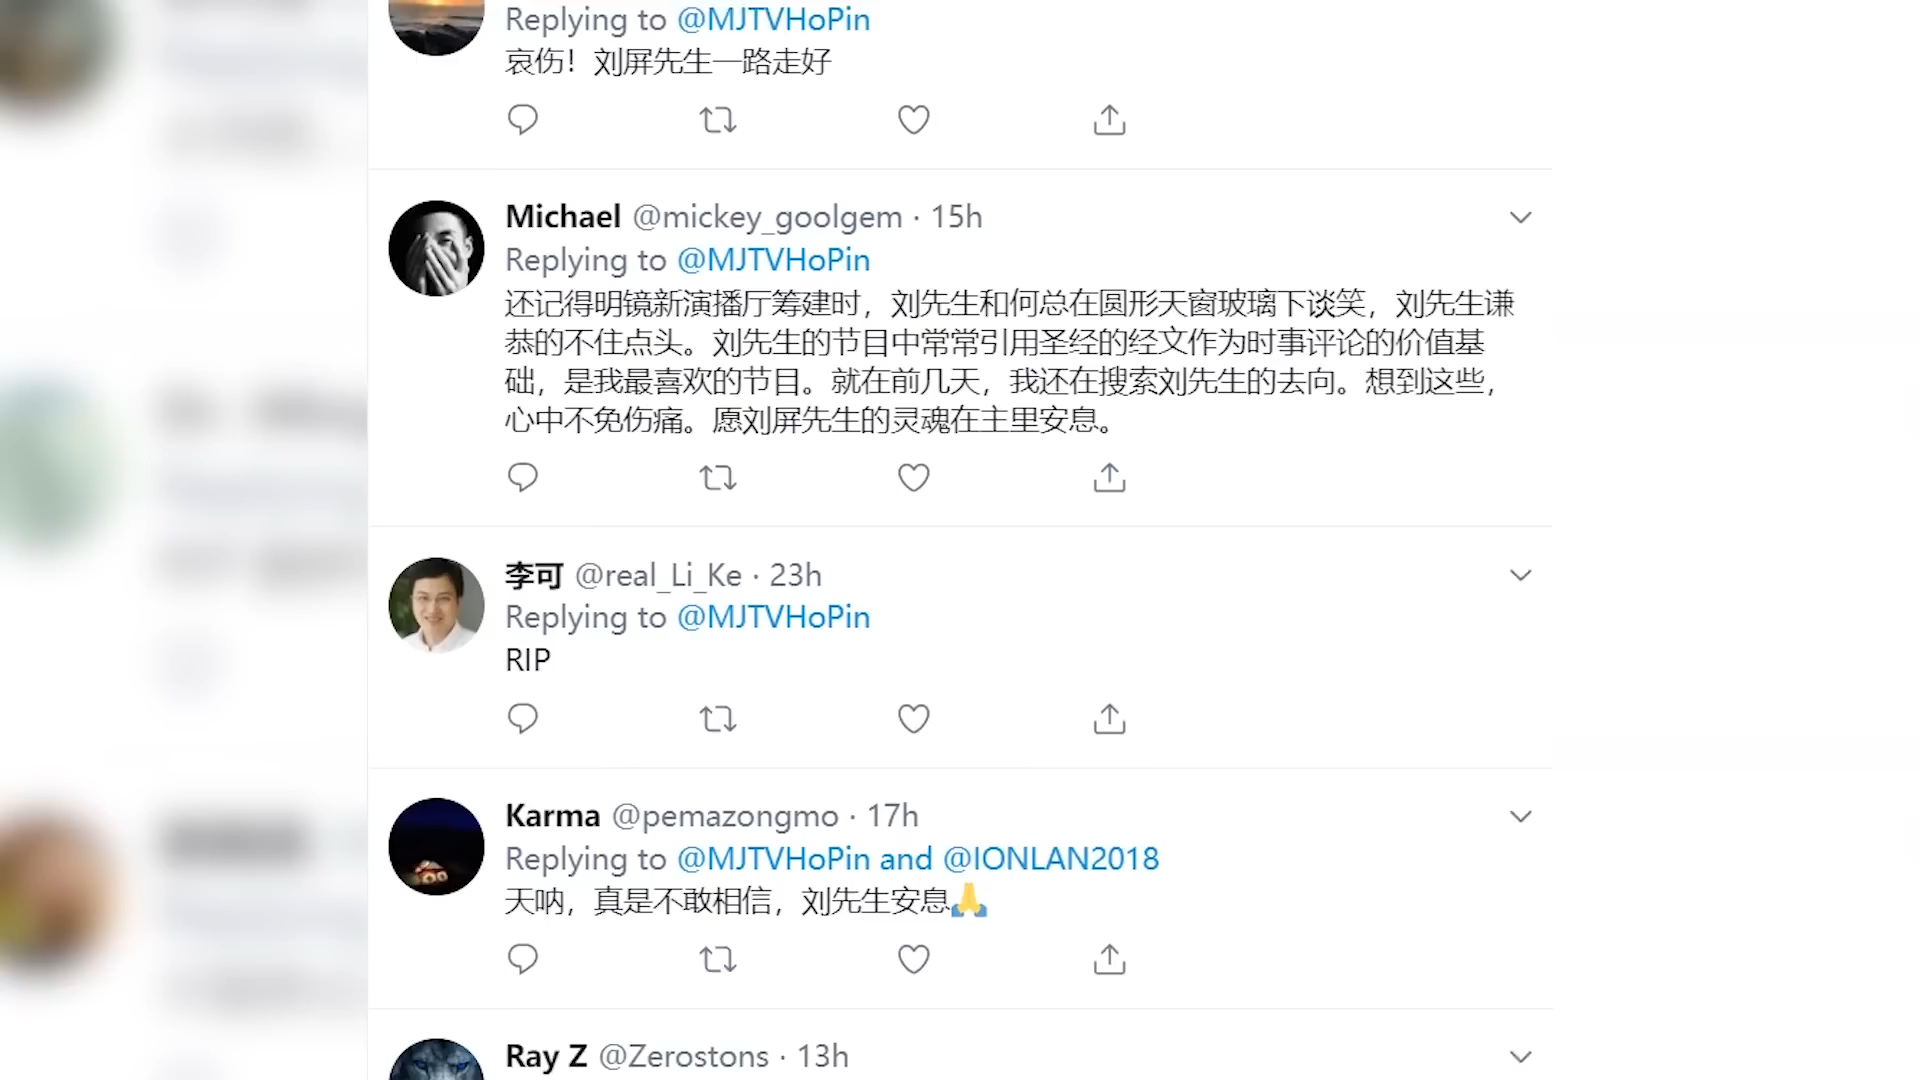 Replying to @MJTVHoPin
哀伤！刘屏先生一路走好
Michael @mickey_goolgem · 15h
Replying to @MJTVHoPin
还记得明镜新演播厅筹建时，刘先生和何总在圆形天窗玻璃下谈笑，刘先生谦
恭的不住点头。刘先生的节目中常常引用圣经的经文作为时事评论的价值基
础，是我最喜欢的节目。就在前几天，我还在搜索刘先生的去向。想到这些，
心中不免伤痛。愿刘屏先生的灵魂在主里安息。
李可 @real_Li_Ke · 23h
Replying to @MJTVHoPin
RIP
Karma @pemazongmo · 17h
Replying to @MJTVHoPin and @IONLAN2018
天呐，真是不敢相信，刘先生安息🙏
Ray Z @Zerostons · 13h